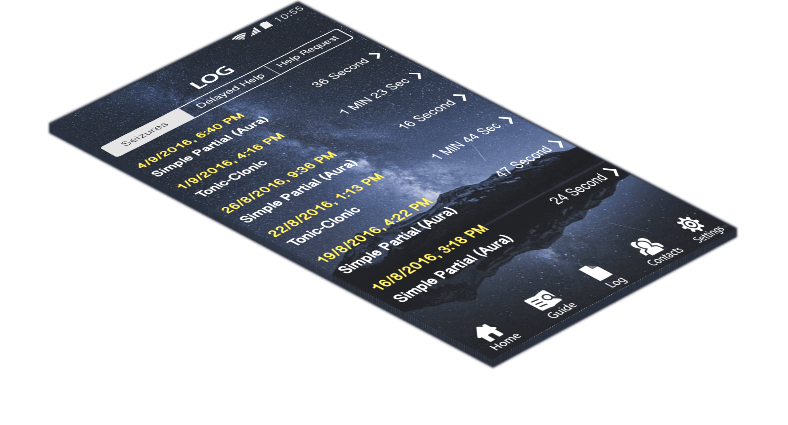 10:55
LOG
Seizures Delayed Help Help Request
4/9/2016, 6:40 PM
Simple Partial (Aura)
36 Second
1/9/2016, 4:16 PM
Tonic-Clonic
1 MIN 23 Sec
26/8/2016, 9:36 PM
Simple Partial (Aura)
16 Second
22/8/2016, 1:13 PM
Tonic-Clonic
1 MIN 44 Sec
19/8/2016, 4:22 PM
Simple Partial (Aura)
47 Second
16/8/2016, 3:18 PM
Simple Partial (Aura)
24 Second
Home Guide Log Contacts Settings